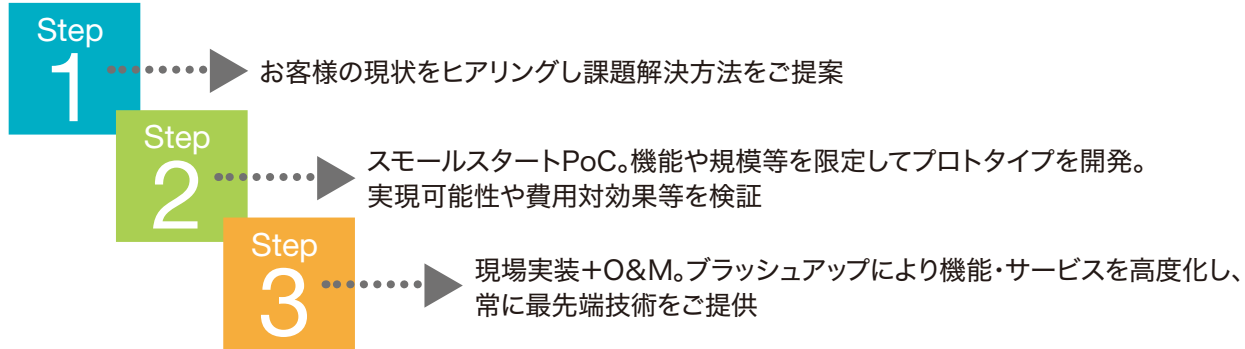 Step
1
お客様の現状をヒアリングし課題解決方法をご提案
Step
2
スモールスタートPoC。機能や規模等を限定してプロトタイプを開発。
実現可能性や費用対効果等を検証
Step
3
現場実装+O&M。ブラッシュアップにより機能・サービスを高度化し、
常に最先端技術をご提供